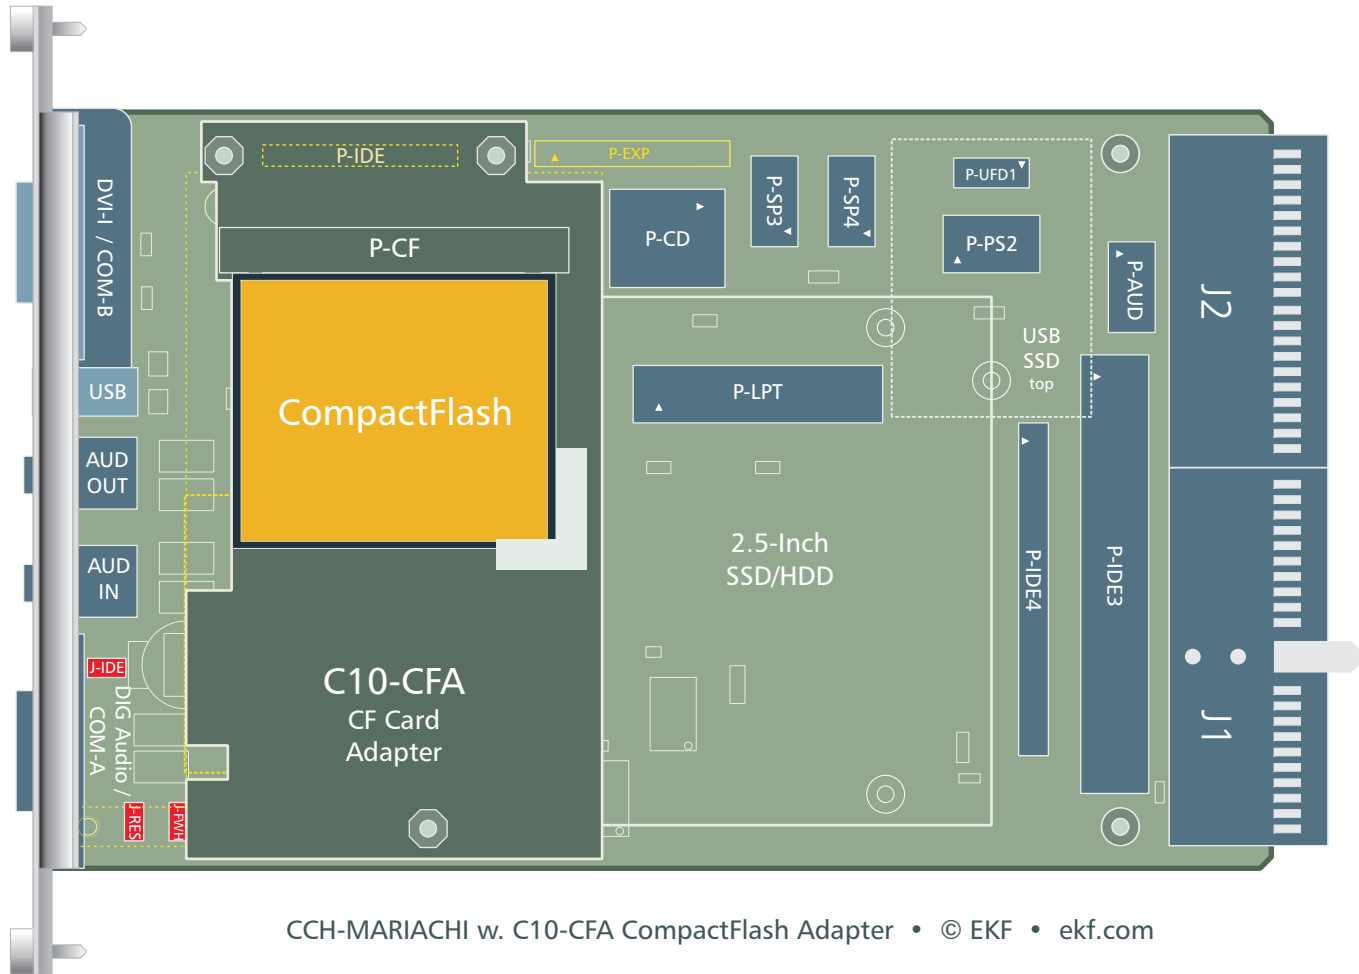 P-IDE
P-EXP
P-CF
P-CD
P-SP3
P-SP4
P-UFD1
P-PS2
P-AUD
J2
DVI-I / COM-B
USB
AUD
OUT
AUD
IN
CompactFlash
P-LPT
USB
SSD
top
2.5-Inch
SSD/HDD
P-IDE4
P-IDE3
J-IDE
DIG Audio /
COM-A
J-RES
J-FWH
C10-CFA
CF Card
Adapter
J1
CCH-MARIACHI w. C10-CFA CompactFlash Adapter • © EKF • ekf.com